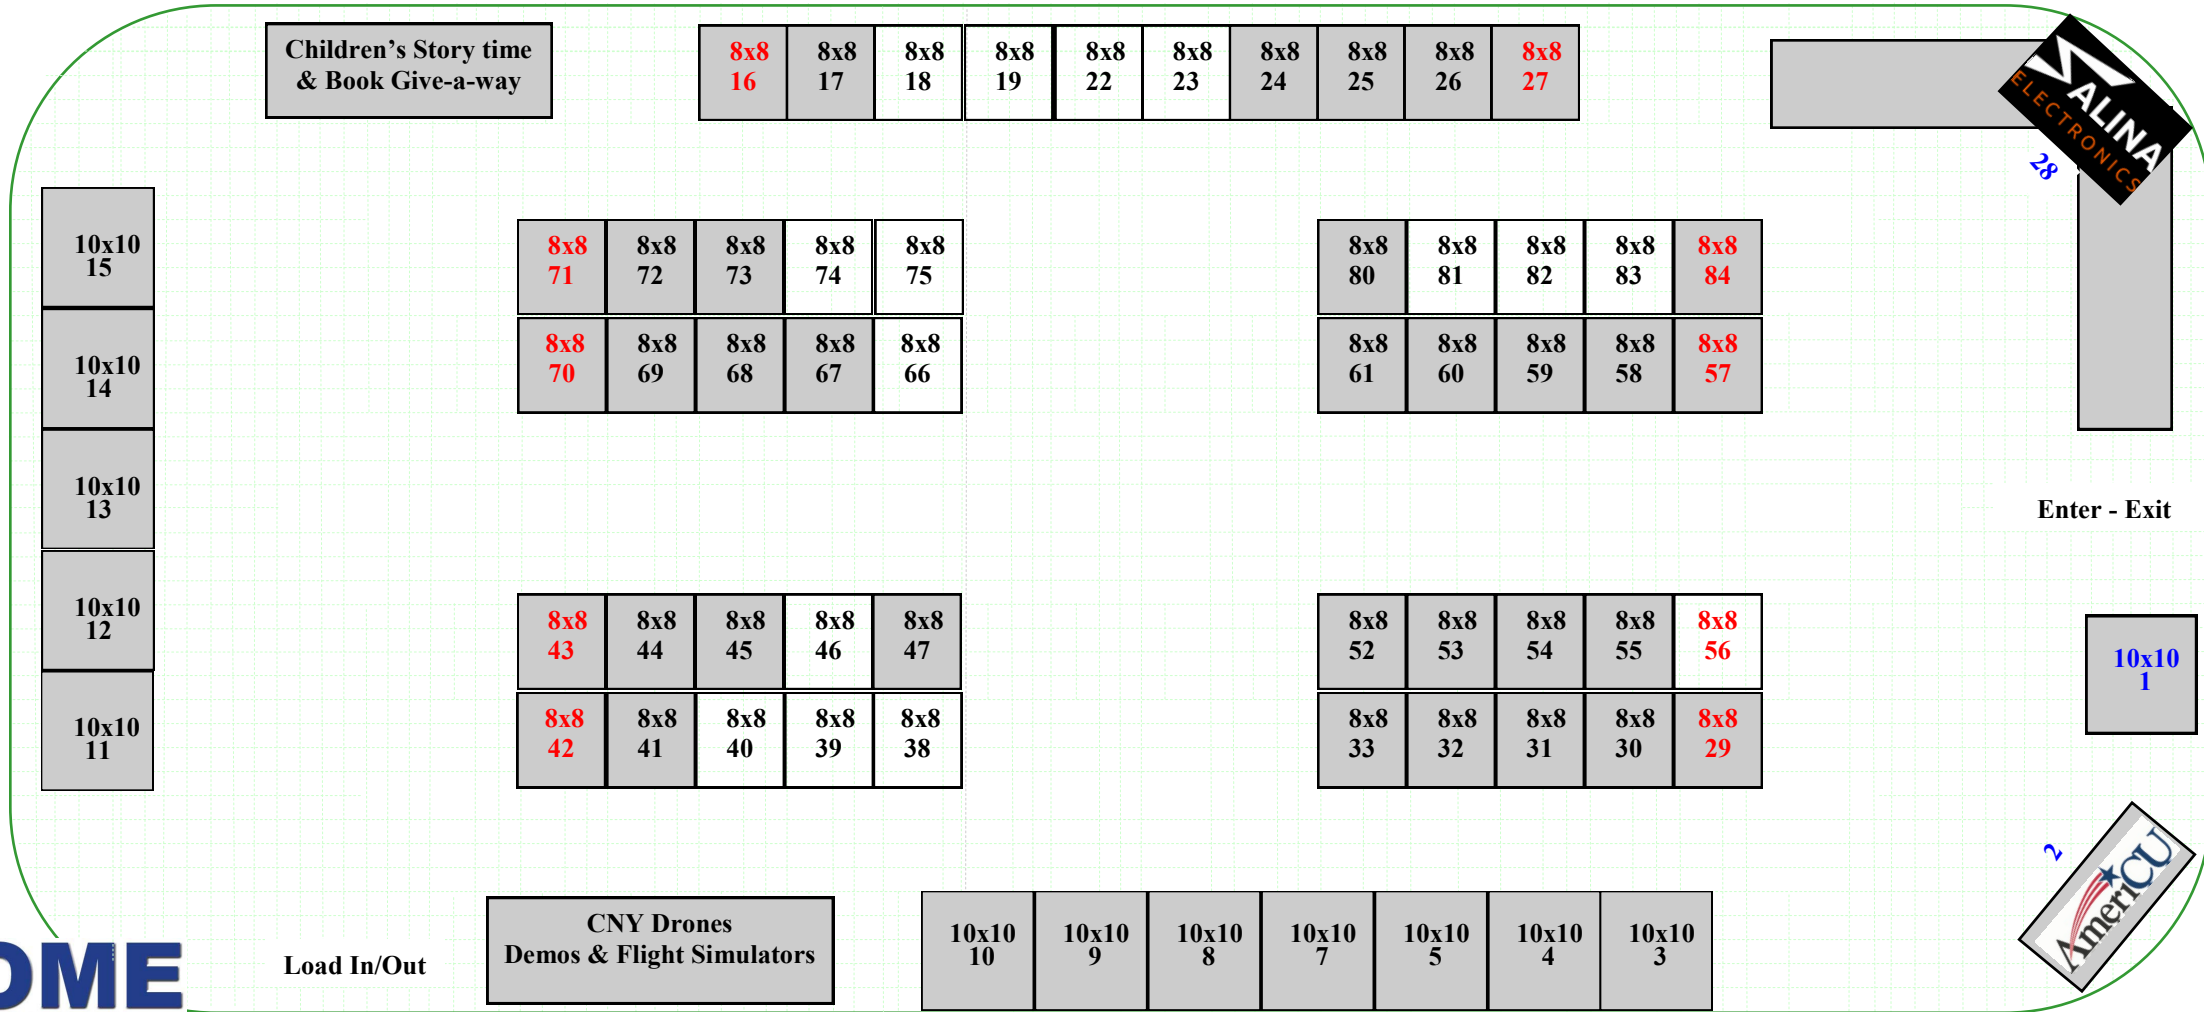 Children's Story time
& Book Give-a-way
8x8 8x8 8x8 8x8 8x8 8x8 8x8 8x8 8x8 8x8
16 17 18 19 22 23 24 25 26 27
SALINA
ELECTRONICS
28
10x10
15
10x10
14
10x10
13
10x10
12
10x10
11
8x8 8x8 8x8 8x8 8x8
71 72 73 74 75
8x8 8x8 8x8 8x8 8x8
70 69 68 67 66
8x8 8x8 8x8 8x8 8x8
80 81 82 83 84
8x8 8x8 8x8 8x8 8x8
61 60 59 58 57
Enter - Exit
8x8 8x8 8x8 8x8 8x8
43 44 45 46 47
8x8 8x8 8x8 8x8 8x8
42 41 40 39 38
8x8 8x8 8x8 8x8 8x8
52 53 54 55 56
8x8 8x8 8x8 8x8 8x8
33 32 31 30 29
10x10
1
2
AmeriCU
OME
Load In/Out
CNY Drones
Demos & Flight Simulators
10x10 10x10 10x10 10x10 10x10 10x10 10x10
10 9 8 7 5 4 3